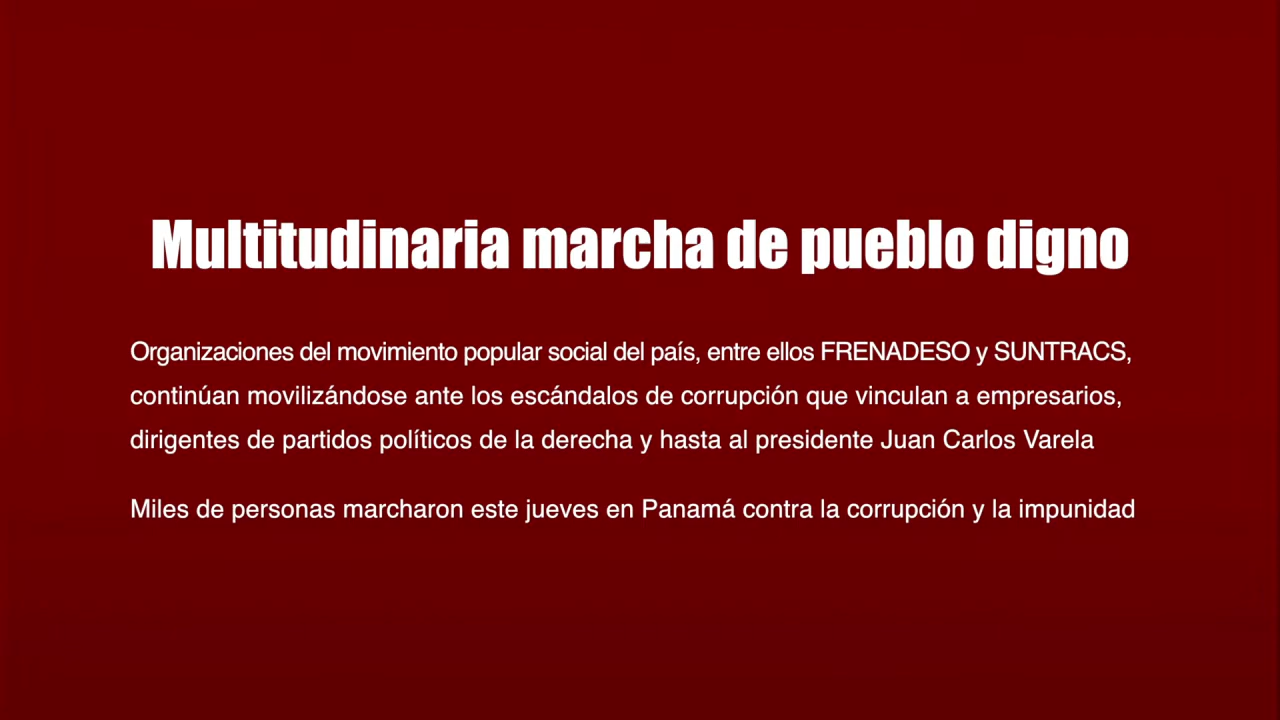 Multitudinaria marcha de pueblo digno
Organizaciones del movimiento popular social del país, entre ellos FRENADESO y SUNTRACS,
continúan movilizándose ante los escándalos de corrupción que vinculan a empresarios,
dirigentes de partidos políticos de la derecha y hasta al presidente Juan Carlos Varela
Miles de personas marcharon este jueves en Panamá contra la corrupción y la impunidad